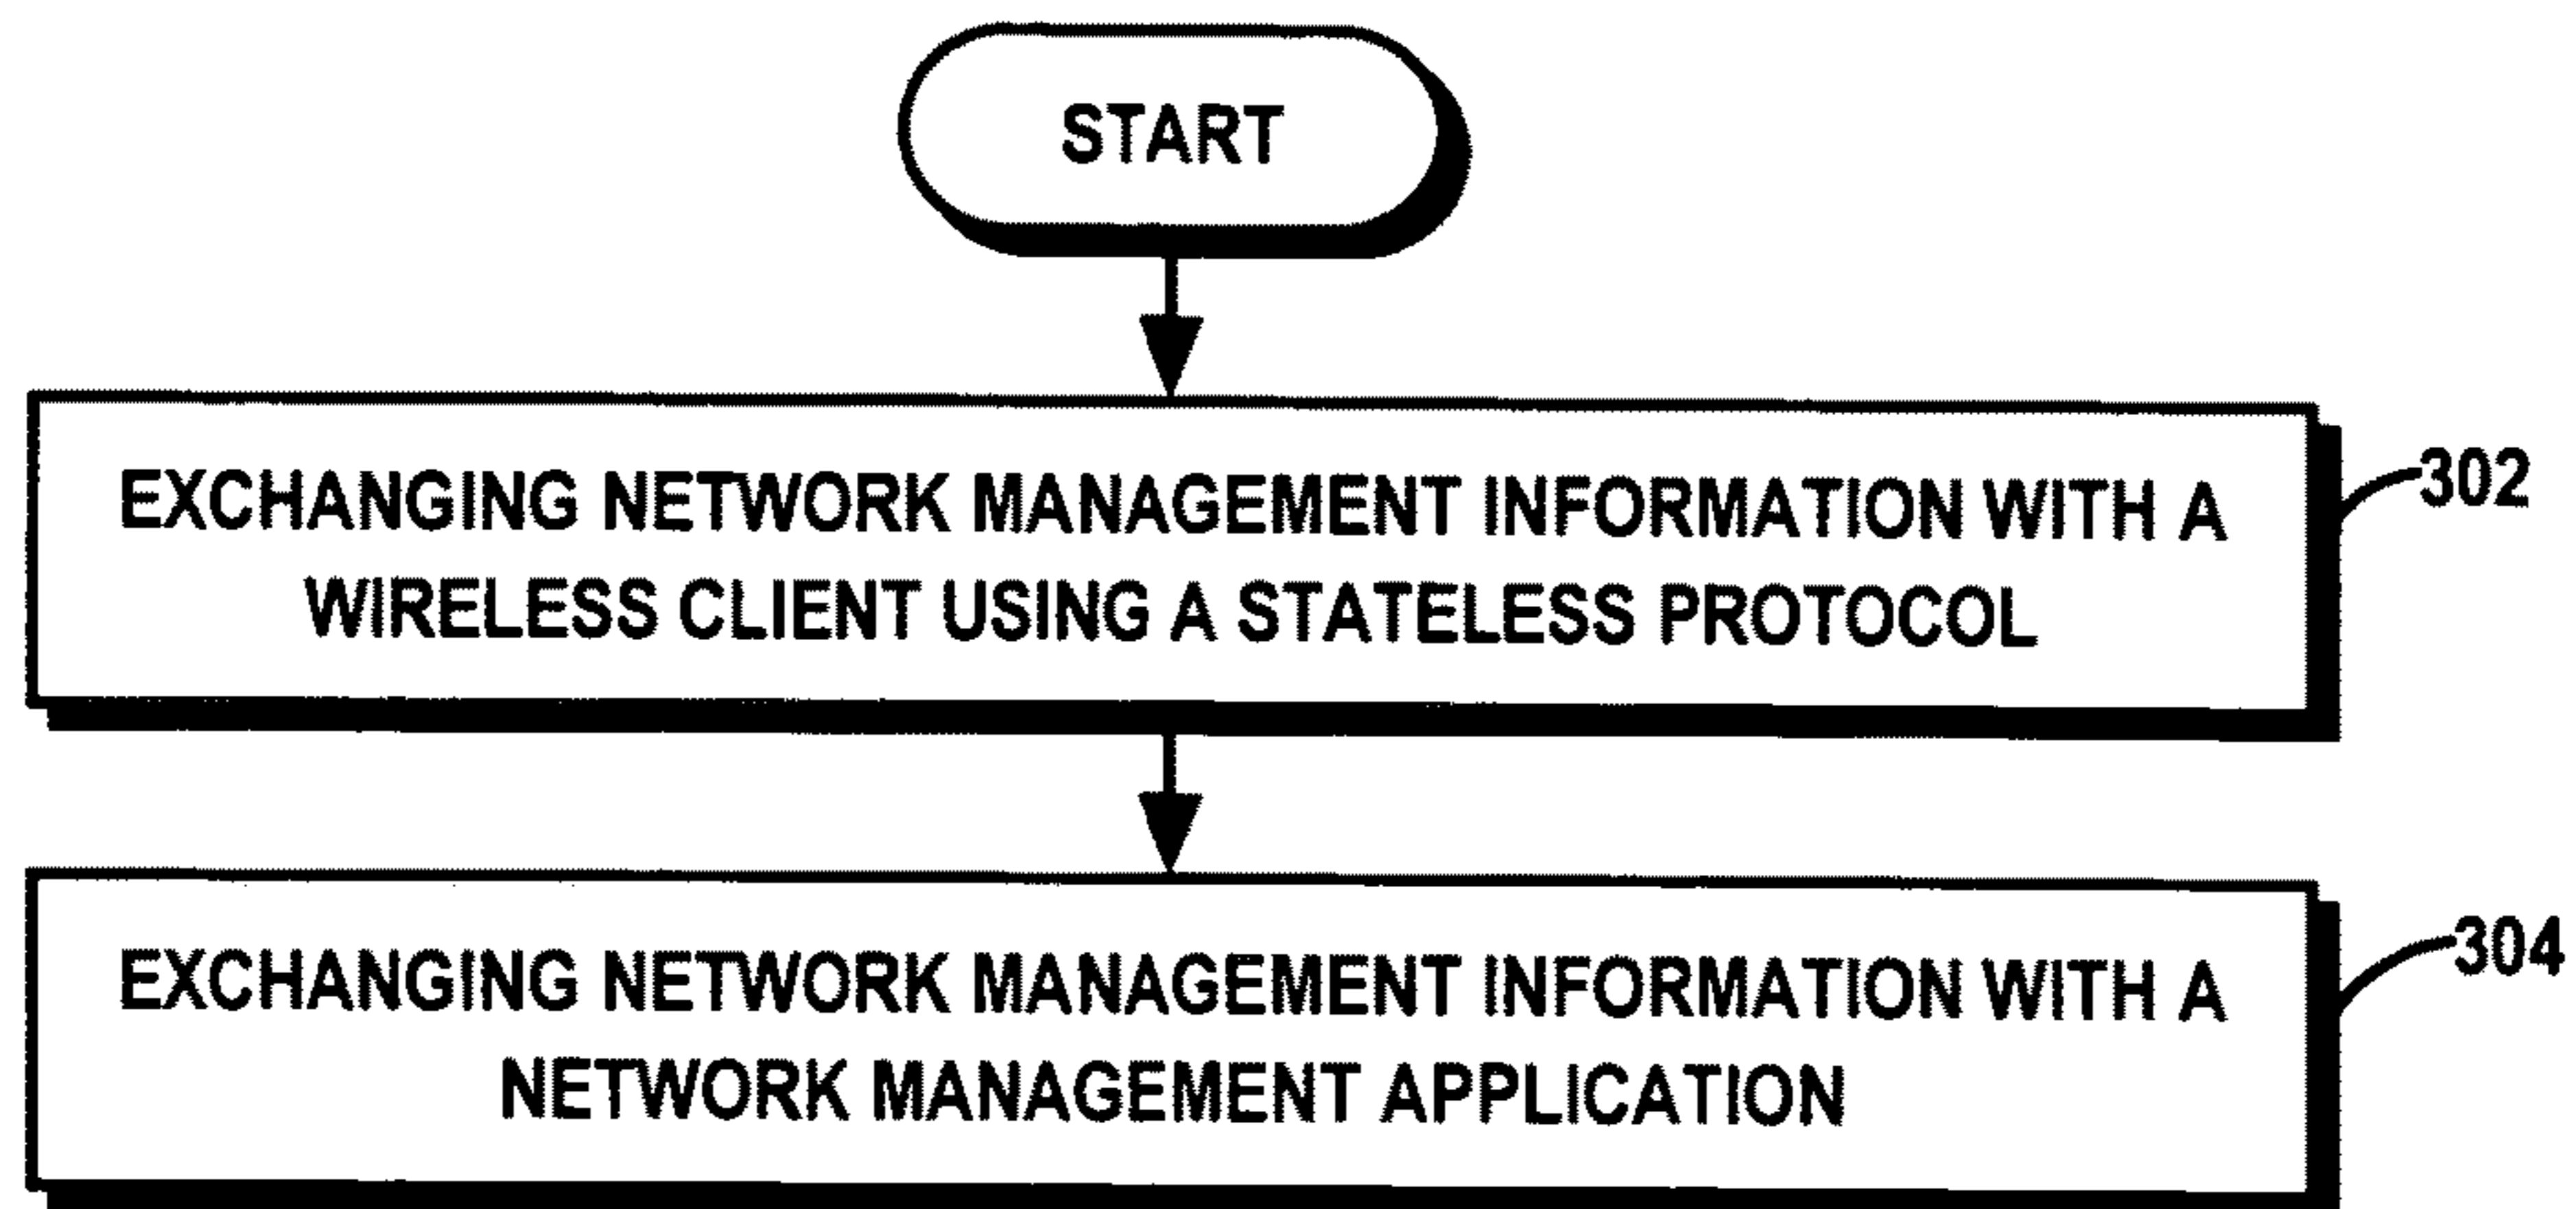 START
EXCHANGING NETWORK MANAGEMENT INFORMATION WITH A
WIRELESS CLIENT USING A STATELESS PROTOCOL
302
EXCHANGING NETWORK MANAGEMENT INFORMATION WITH A
NETWORK MANAGEMENT APPLICATION
304